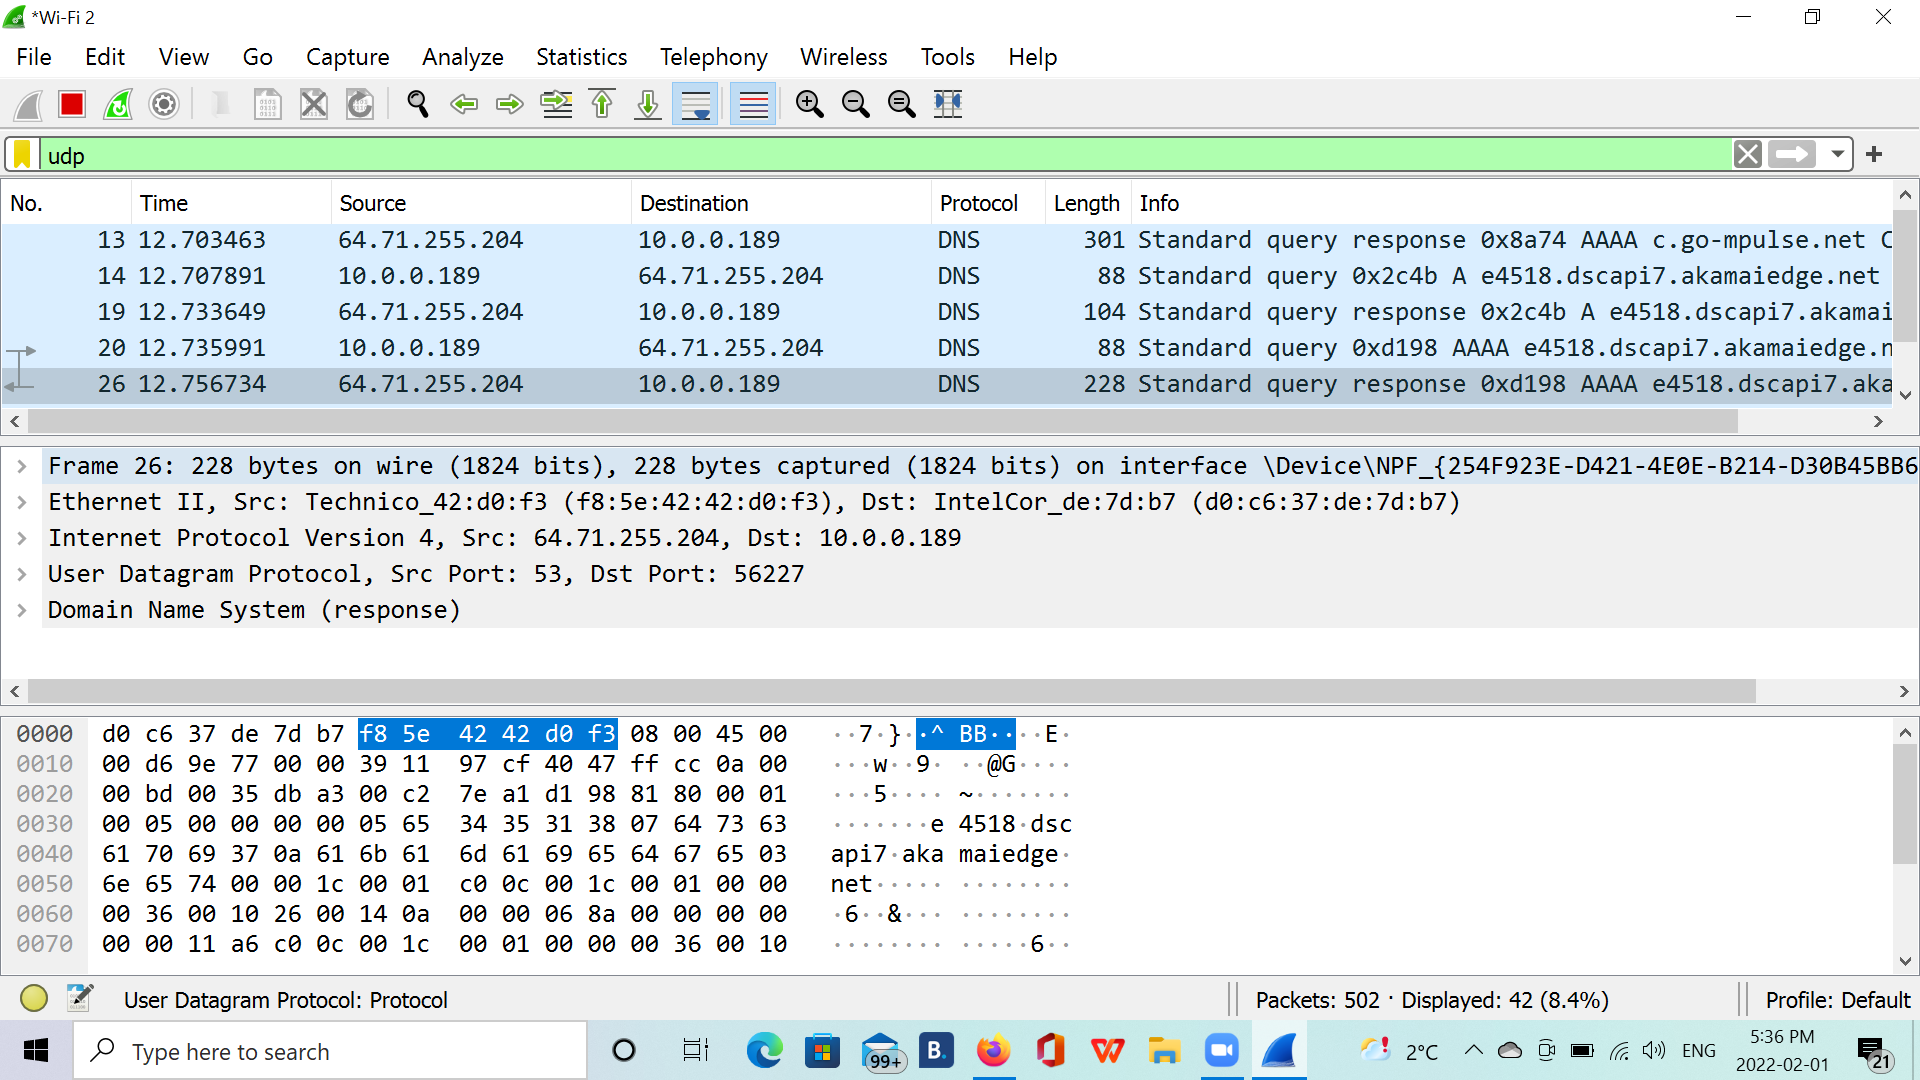 *Wi-Fi 2
File Edit View Go Capture Analyze Statistics Telephony Wireless Tools Help
udp
No. Time Source Destination Protocol Length Info
13 12.703463 64.71.255.204 10.0.0.189 DNS 301 Standard query response 0x8a74 AAAA c.go-mpulse.net C
14 12.707891 10.0.0.189 64.71.255.204 DNS 88 Standard query 0x2c4b A e4518.dscapi7.akamaiedge.net
19 12.733649 64.71.255.204 10.0.0.189 DNS 104 Standard query response 0x2c4b A e4518.dscapi7.akamai
20 12.735991 10.0.0.189 64.71.255.204 DNS 88 Standard query 0xd198 AAAA e4518.dscapi7.akamaiedge.n
26 12.756734 64.71.255.204 10.0.0.189 DNS 228 Standard query response 0xd198 AAAA e4518.dscapi7.aka
Frame 26: 228 bytes on wire (1824 bits), 228 bytes captured (1824 bits) on interface \Device\NPF_{254F923E-D421-4E0E-B214-D30B45BB6
Ethernet II, Src: Technico_42:d0:f3 (f8:5e:42:42:d0:f3), Dst: IntelCor_de:7d:b7 (d0:c6:37:de:7d:b7)
Internet Protocol Version 4, Src: 64.71.255.204, Dst: 10.0.0.189
User Datagram Protocol, Src Port: 53, Dst Port: 56227
Domain Name System (response)
0000 d0 c6 37 de 7d b7 f8 5e 42 42 d0 f3 08 00 45 00 ··7·}··^ BB····E·
0010 00 d6 9e 77 00 00 39 11 97 cf 40 47 ff cc 0a 00 ···w··9· ··@G····
0020 00 bd 00 35 db a3 00 c2 7e a1 d1 98 81 80 00 01 ···5···· ~·······
0030 00 05 00 00 00 00 05 65 34 35 31 38 07 64 73 63 ·······e 4518·dsc
0040 61 70 69 37 0a 61 6b 61 6d 61 69 65 64 67 65 03 api7·aka maiedge·
0050 6e 65 74 00 00 1c 00 01 c0 0c 00 1c 00 01 00 00 net····· ········
0060 00 36 00 10 26 00 14 0a 00 00 06 8a 00 00 00 00 ·6··&··· ········
0070 00 00 11 a6 c0 0c 00 1c 00 01 00 00 00 36 00 10 ········ ·····6··
User Datagram Protocol: Protocol Packets: 502 · Displayed: 42 (8.4%) Profile: Default
Type here to search 99+ B. 2°C ENG 5:36 PM
2022-02-01 21